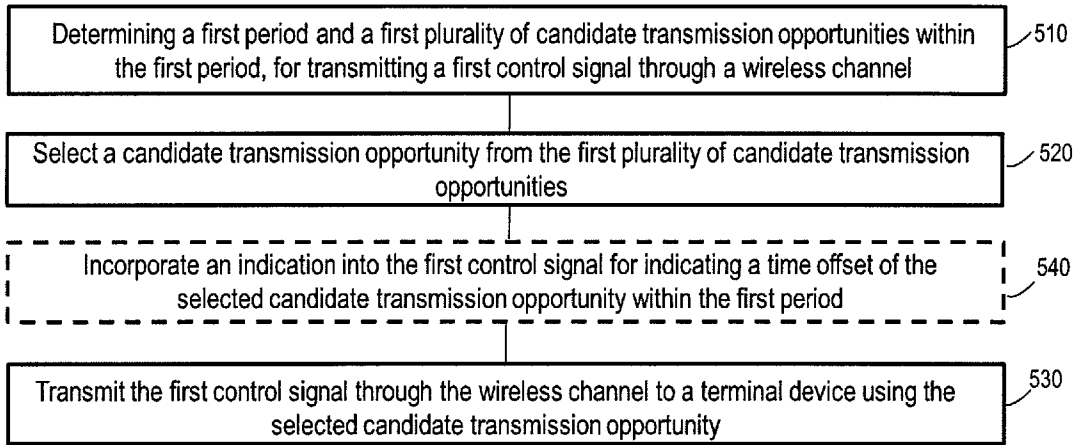 Determining a first period and a first plurality of candidate transmission opportunities within
the first period, for transmitting a first control signal through a wireless channel
510
Select a candidate transmission opportunity from the first plurality of candidate transmission
opportunities
520
Incorporate an indication into the first control signal for indicating a time offset of the
selected candidate transmission opportunity within the first period
540
Transmit the first control signal through the wireless channel to a terminal device using the
selected candidate transmission opportunity
530